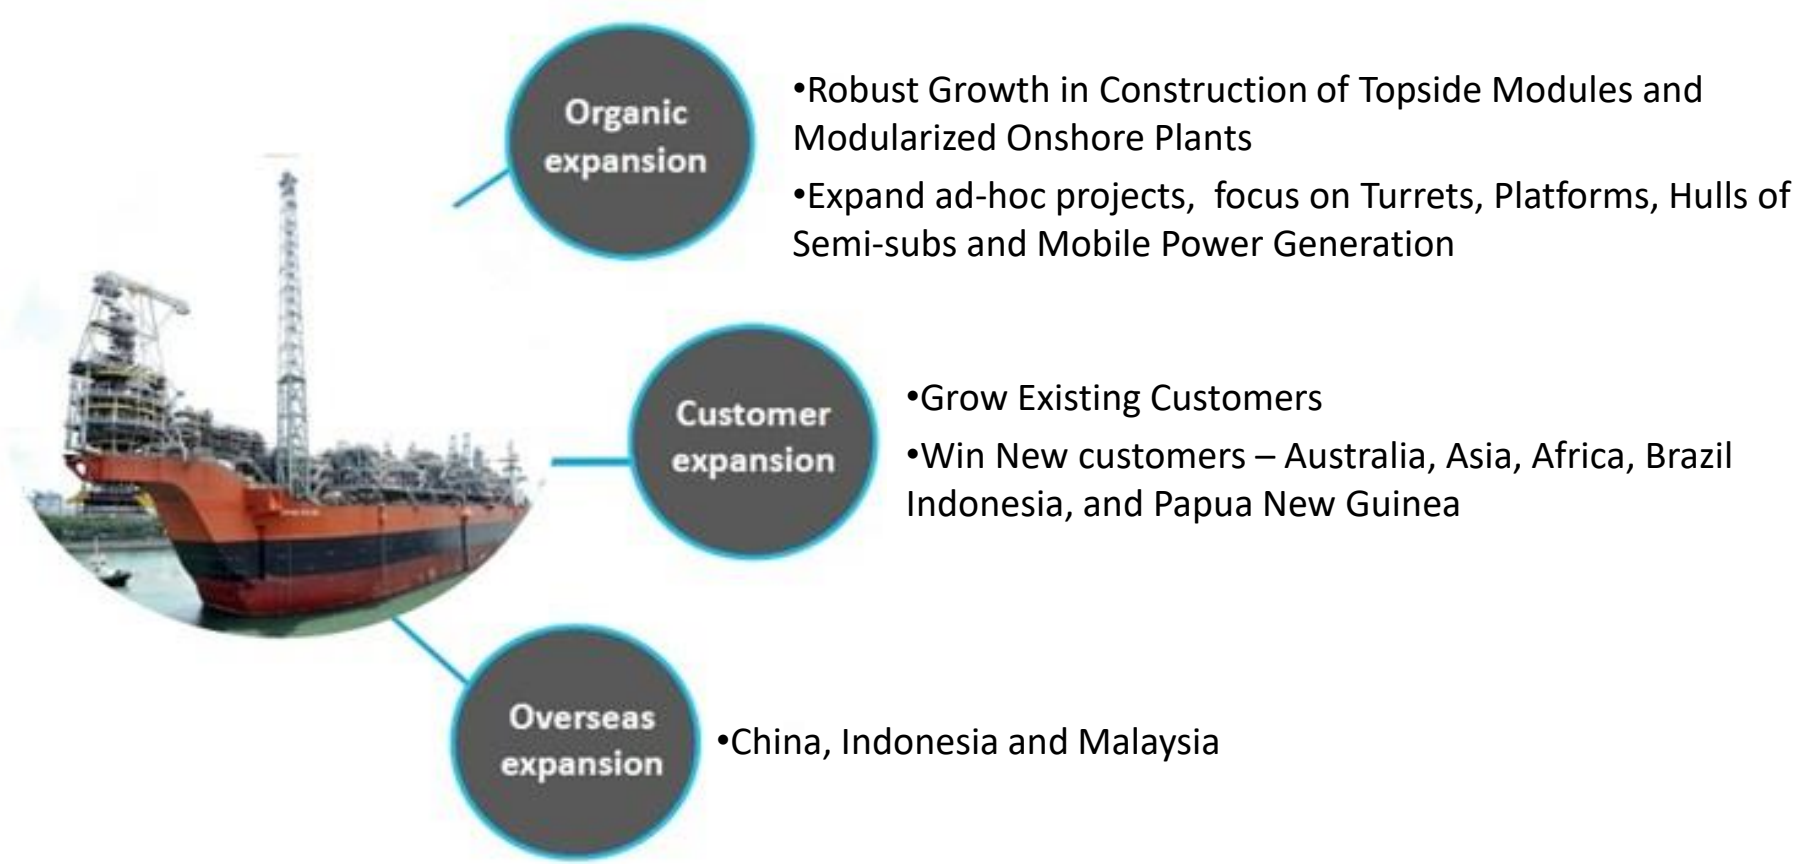 Organic
expansion
•Robust Growth in Construction of Topside Modules and
Modularized Onshore Plants
•Expand ad-hoc projects,  focus on Turrets, Platforms, Hulls of
Semi-subs and Mobile Power Generation
Customer
expansion
•Grow Existing Customers
•Win New customers – Australia, Asia, Africa, Brazil
Indonesia, and Papua New Guinea
Overseas
expansion
•China, Indonesia and Malaysia